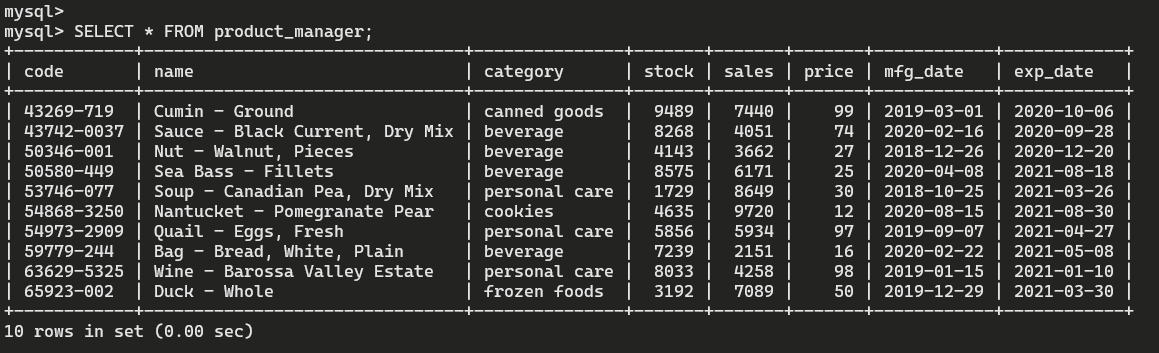 mysql>
mysql> SELECT * FROM product_manager;
+------------+--------------------------------+---------------+-------+-------+-------+------------+------------+
| code       | name                           | category      | stock | sales | price | mfg_date   | exp_date   |
+------------+--------------------------------+---------------+-------+-------+-------+------------+------------+
| 43269-719  | Cumin - Ground                 | canned goods  |  9489 |  7440 |    99 | 2019-03-01 | 2020-10-06 |
| 43742-0037 | Sauce - Black Current, Dry Mix | beverage      |  8268 |  4051 |    74 | 2020-02-16 | 2020-09-28 |
| 50346-001  | Nut - Walnut, Pieces           | beverage      |  4143 |  3662 |    27 | 2018-12-26 | 2020-12-20 |
| 50580-449  | Sea Bass - Fillets             | beverage      |  8575 |  6171 |    25 | 2020-04-08 | 2021-08-18 |
| 53746-077  | Soup - Canadian Pea, Dry Mix   | personal care |  1729 |  8649 |    30 | 2018-10-25 | 2021-03-26 |
| 54868-3250 | Nantucket - Pomegranate Pear   | cookies       |  4635 |  9720 |    12 | 2020-08-15 | 2021-08-30 |
| 54973-2909 | Quail - Eggs, Fresh            | personal care |  5856 |  5934 |    97 | 2019-09-07 | 2021-04-27 |
| 59779-244  | Bag - Bread, White, Plain      | beverage      |  7239 |  2151 |    16 | 2020-02-22 | 2021-05-08 |
| 63629-5325 | Wine - Barossa Valley Estate   | personal care |  8033 |  4258 |    98 | 2019-01-15 | 2021-01-10 |
| 65923-002  | Duck - Whole                   | frozen foods  |  3192 |  7089 |    50 | 2019-12-29 | 2021-03-30 |
+------------+--------------------------------+---------------+-------+-------+-------+------------+------------+
10 rows in set (0.00 sec)